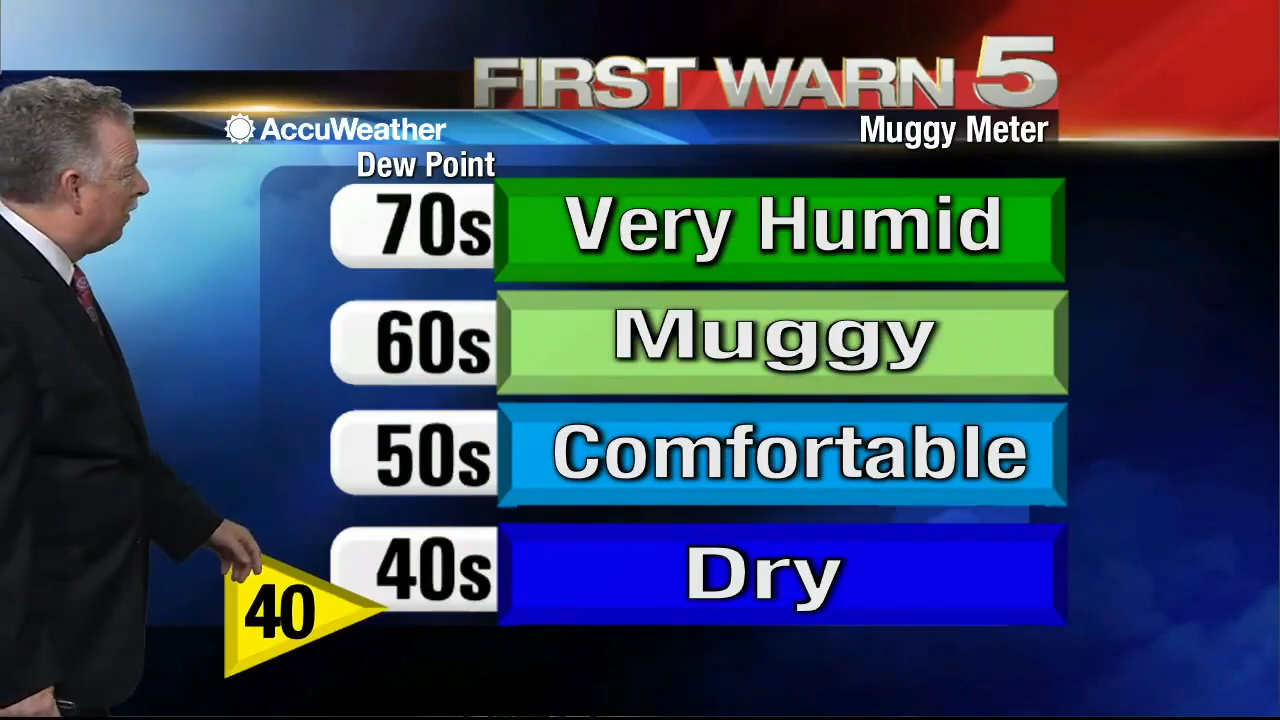 FIRST WARN 5
AccuWeather
Muggy Meter
Dew Point
70s Very Humid
60s Muggy
50s Comfortable
40s Dry
40